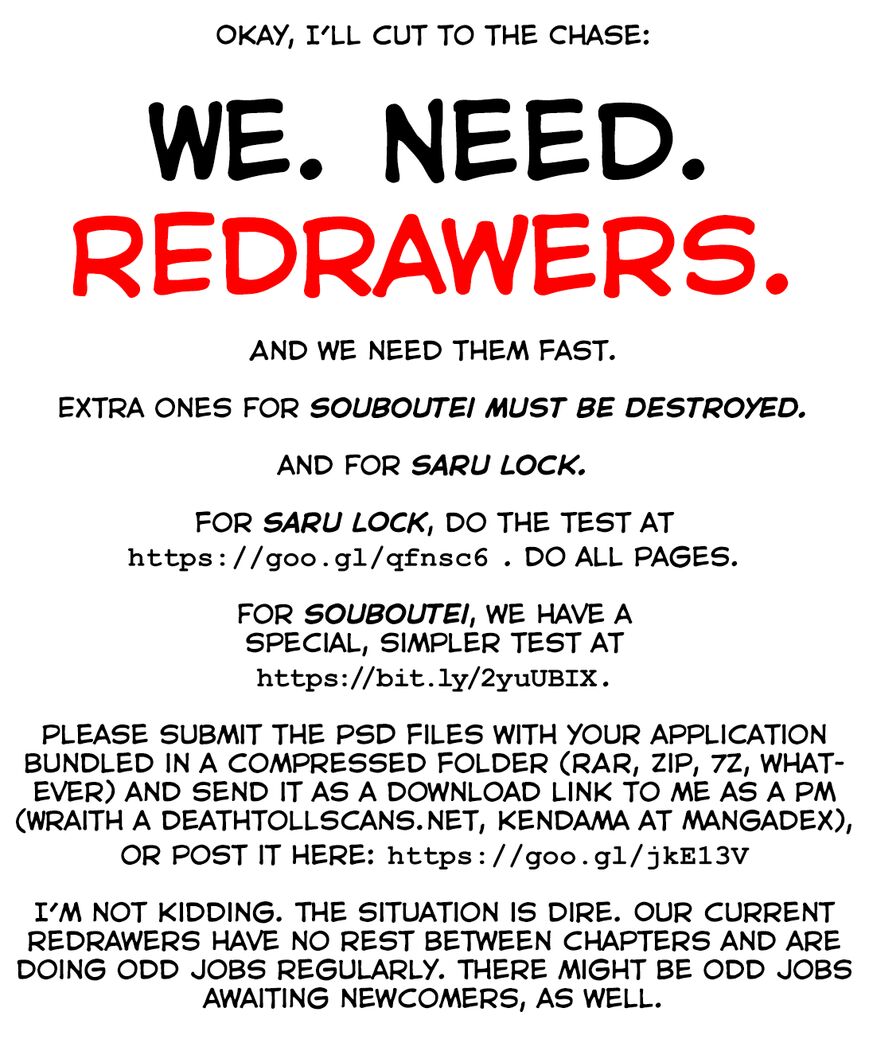 OKAY, I'LL CUT TO THE CHASE:
WE. NEED.
REDRAWERS.
AND WE NEED THEM FAST.
EXTRA ONES FOR SOUBOUTEI MUST BE DESTROYED.
AND FOR SARU LOCK.
FOR SARU LOCK, DO THE TEST AT
https://goo.gl/qfnsc6 . DO ALL PAGES.
FOR SOUBOUTEI, WE HAVE A
SPECIAL, SIMPLER TEST AT
https://bit.ly/2yuUBIX.
PLEASE SUBMIT THE PSD FILES WITH YOUR APPLICATION
BUNDLED IN A COMPRESSED FOLDER (RAR, ZIP, 7Z, WHAT-
EVER) AND SEND IT AS A DOWNLOAD LINK TO ME AS A PM
(WRAITH A DEATHTOLLSCANS.NET, KENDAMA AT MANGADEX),
OR POST IT HERE: https://goo.gl/jkE13V
I'M NOT KIDDING. THE SITUATION IS DIRE. OUR CURRENT
REDRAWERS HAVE NO REST BETWEEN CHAPTERS AND ARE
DOING ODD JOBS REGULARLY. THERE MIGHT BE ODD JOBS
AWAITING NEWCOMERS, AS WELL.